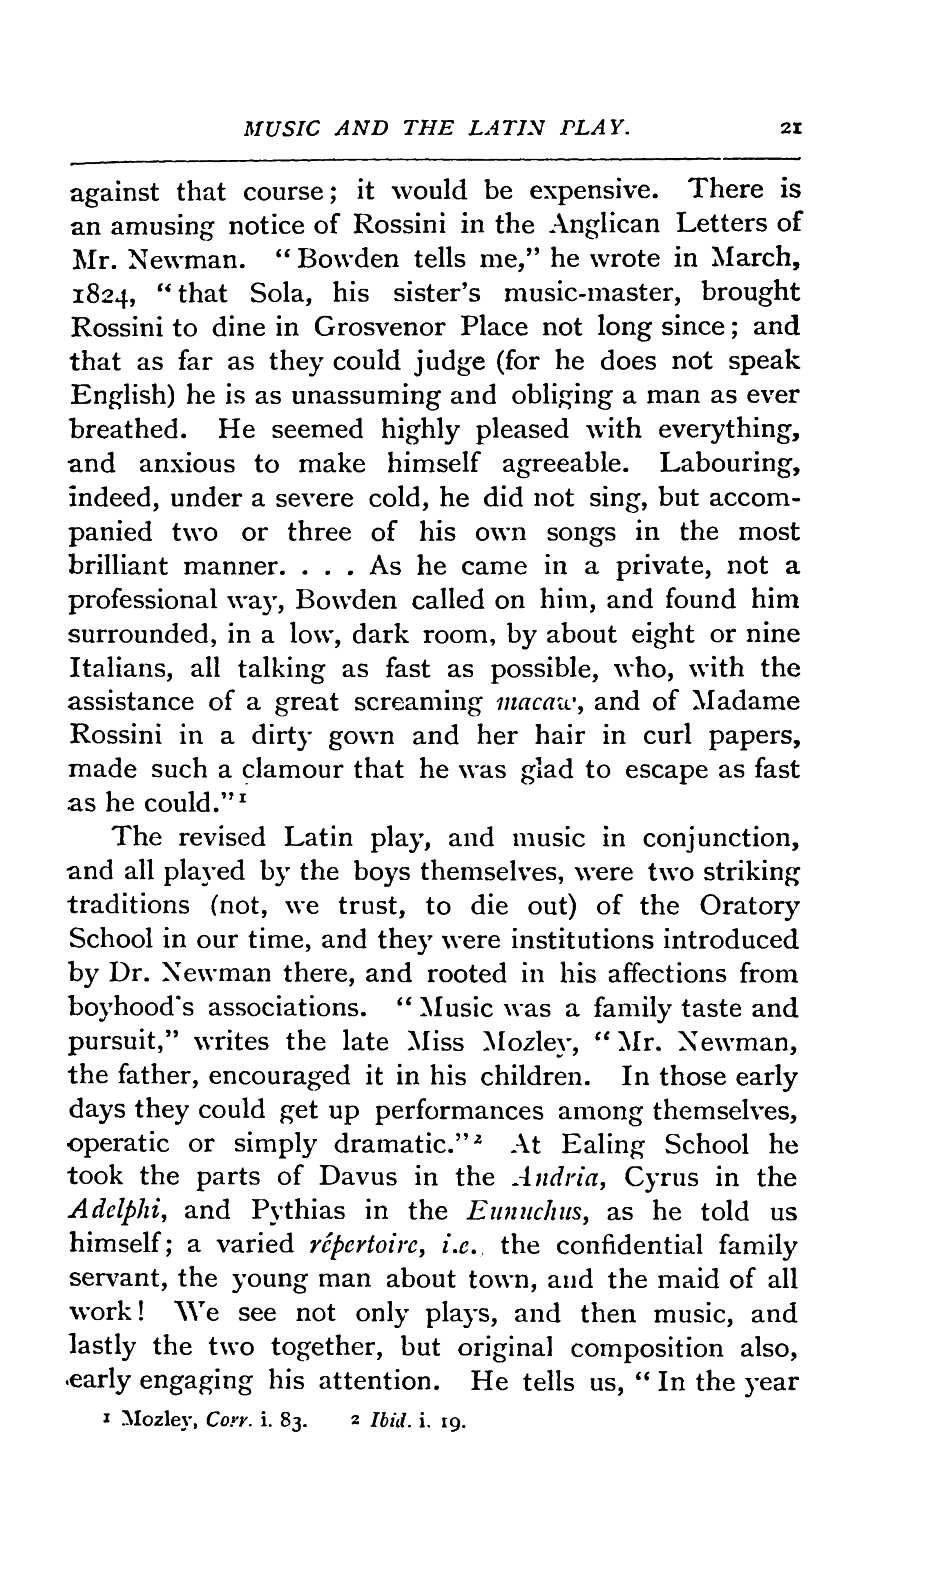 MUSIC AND THE LATIN PLAY. 21
against that course; it would be expensive. There is
an amusing notice of Rossini in the Anglican Letters of
Mr. Newman. “Bowden tells me,” he wrote in March,
1824, “that Sola, his sister's music-master, brought
Rossini to dine in Grosvenor Place not long since; and
that as far as they could judge (for he does not speak
English) he is as unassuming and obliging a man as ever
breathed. He seemed highly pleased with everything,
and anxious to make himself agreeable. Labouring,
indeed, under a severe cold, he did not sing, but accom-
panied two or three of his own songs in the most
brilliant manner. . . . As he came in a private, not a
professional way, Bowden called on him, and found him
surrounded, in a low, dark room, by about eight or nine
Italians, all talking as fast as possible, who, with the
assistance of a great screaming macaw, and of Madame
Rossini in a dirty gown and her hair in curl papers,
made such a clamour that he was glad to escape as fast
as he could.” 1
The revised Latin play, and music in conjunction,
and all played by the boys themselves, were two striking
traditions (not, we trust, to die out) of the Oratory
School in our time, and they were institutions introduced
by Dr. Newman there, and rooted in his affections from
boyhood's associations. “Music was a family taste and
pursuit,” writes the late Miss Mozley, “Mr. Newman,
the father, encouraged it in his children. In those early
days they could get up performances among themselves,
operatic or simply dramatic.” 2 At Ealing School he
took the parts of Davus in the Andria, Cyrus in the
Adelphi, and Pythias in the Eunuchus, as he told us
himself; a varied répertoire, i.e., the confidential family
servant, the young man about town, and the maid of all
work! We see not only plays, and then music, and
lastly the two together, but original composition also,
early engaging his attention. He tells us, “In the year
1 Mozley, Corr. i. 83. 2 Ibid. i. 19.